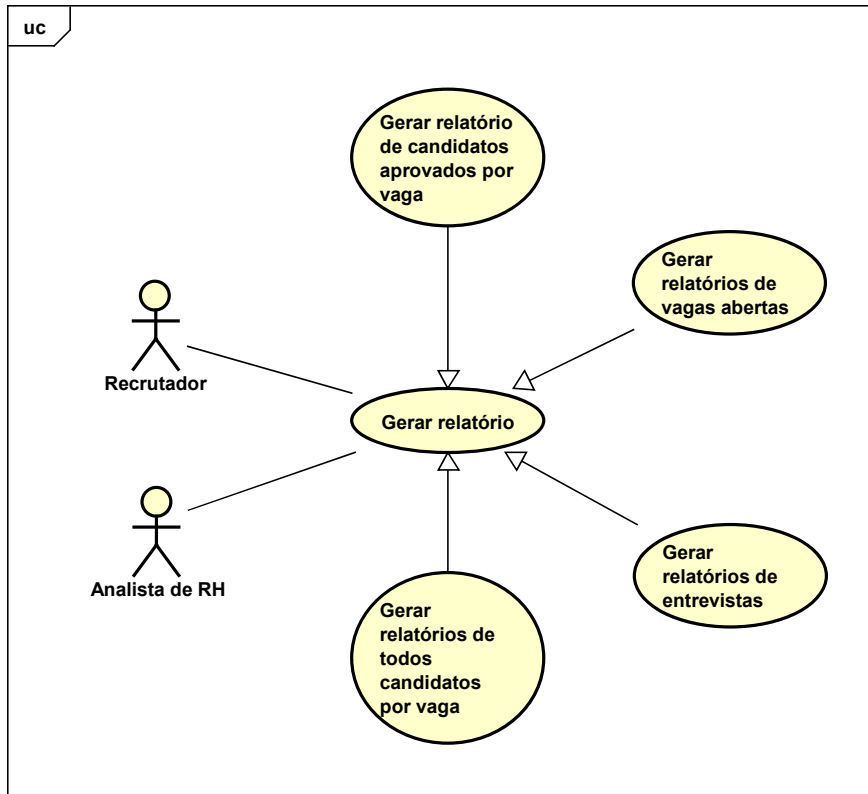 uc
Gerar relatório
de candidatos
aprovados por
vaga
Gerar
relatórios de
vagas abertas
Recrutador
Gerar relatório
Analista de RH
Gerar
relatórios de
entrevistas
Gerar
relatórios de
todos
candidatos
por vaga